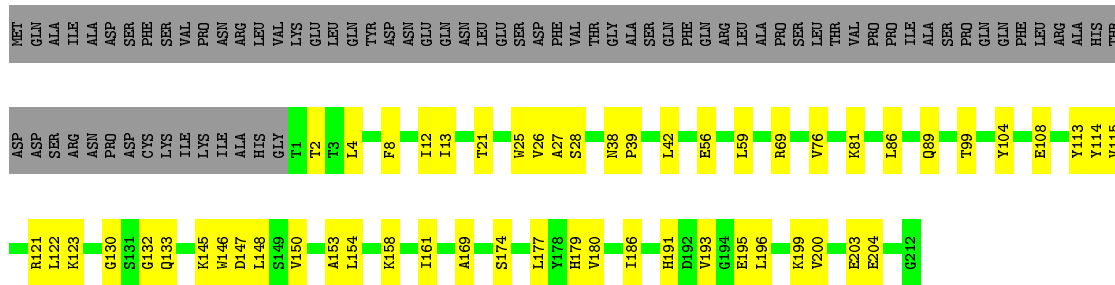 MET GLN ALA ILE ALA ASP SER PHE SER VAL PRO ASN ARG LEU VAL LYS GLU LEU GLN TYR ASP ASN GLU GLN ASN LEU GLU SER ASP PHE VAL THR GLY ALA SER GLN PHE GLN ARG LEU ALA PRO SER LEU THR VAL PRO PRO ILE ALA SER PRO GLN GLN PHE LEU ARG ALA HIS THR
ASP ASP SER ARG ASN PRO ASP CYS LYS ILE LYS ILE ALA HIS GLY T1 T2 T3 L4 F8 I12 I13 T21 W25 V26 A27 S28 N38 P39 L42 E56 L59 R69 V76 K81 L86 Q89 T99 Y104 E108 Y113 Y114 V115
R121 L122 K123 G130 S131 G132 Q133 K145 W146 D147 L148 S149 V150 A153 L154 K158 I161 A169 S174 L177 Y178 H179 V180 I186 H191 D192 V193 G194 E195 L196 K199 V200 E203 E204 G212